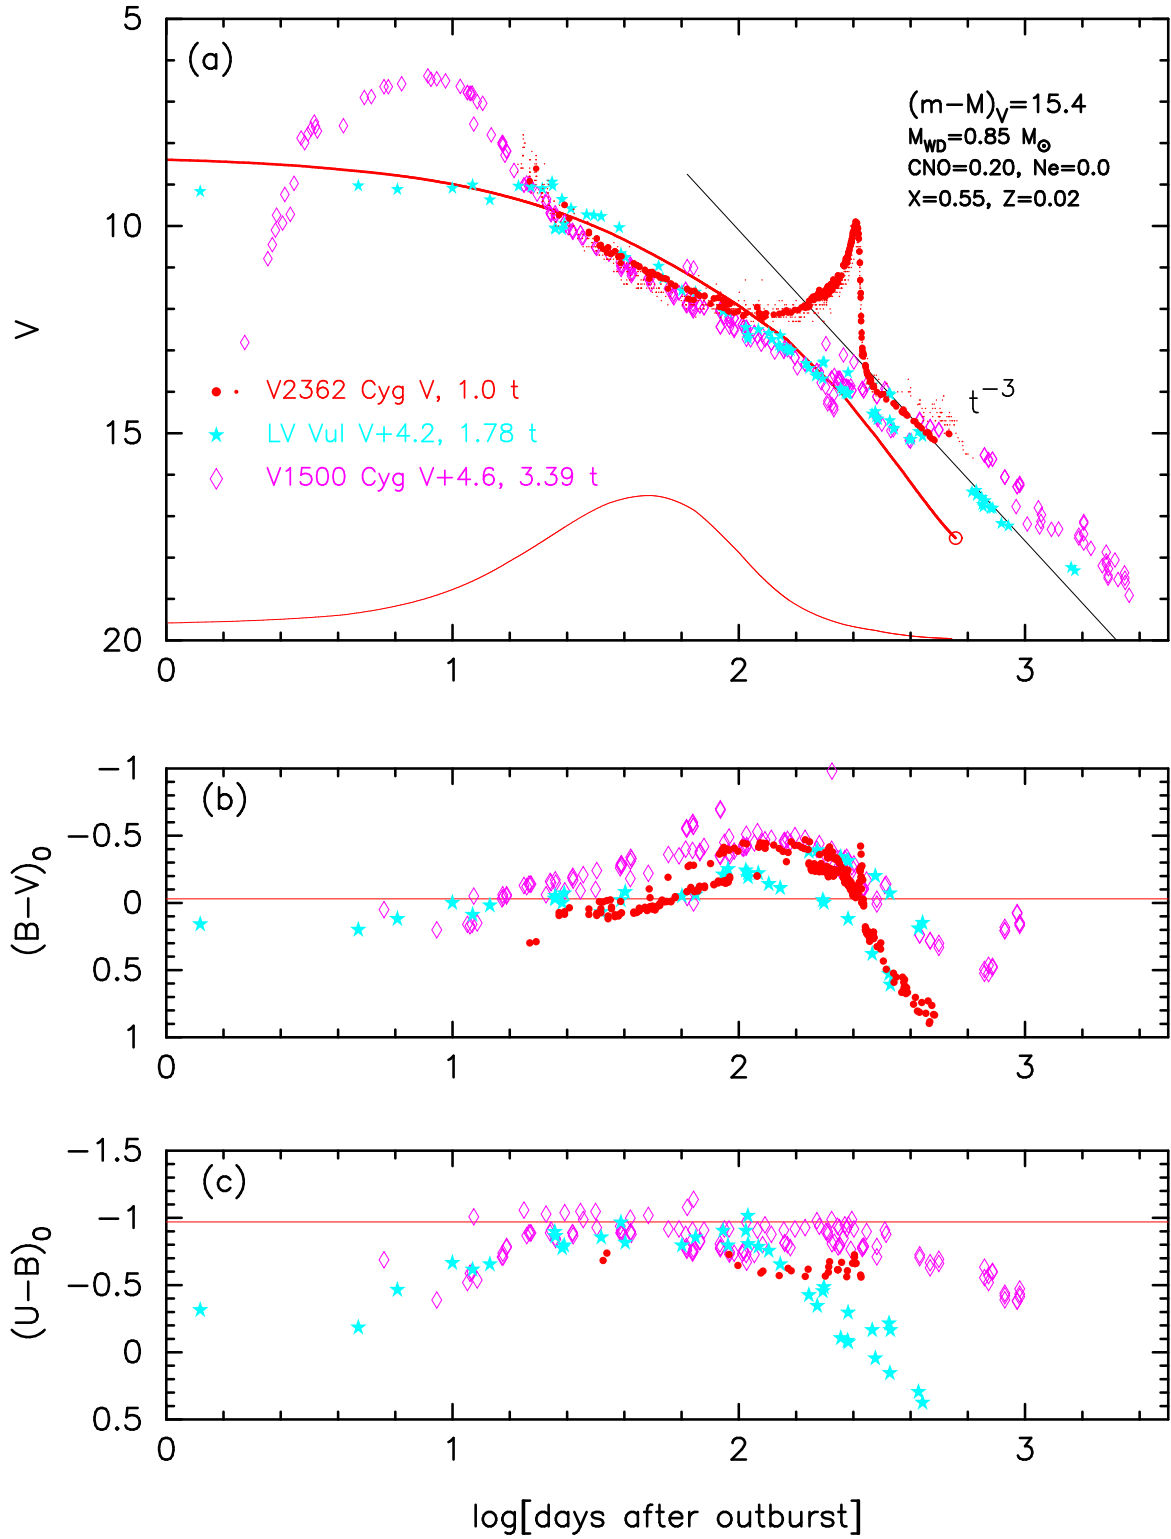 5
(a)
(m−M)V=15.4
MWD=0.85 M⊙
CNO=0.20, Ne=0.0
X=0.55, Z=0.02
10
V
V2362 Cyg V, 1.0 t
t−3
15
LV Vul V+4.2, 1.78 t
V1500 Cyg V+4.6, 3.39 t
20
0 1 2 3
−1
(b)
−0.5
(B−V)0
0
0.5
1
0 1 2 3
−1.5
(c)
−1
(U−B)0
−0.5
0
0.5
0 1 2 3
log[days after outburst]